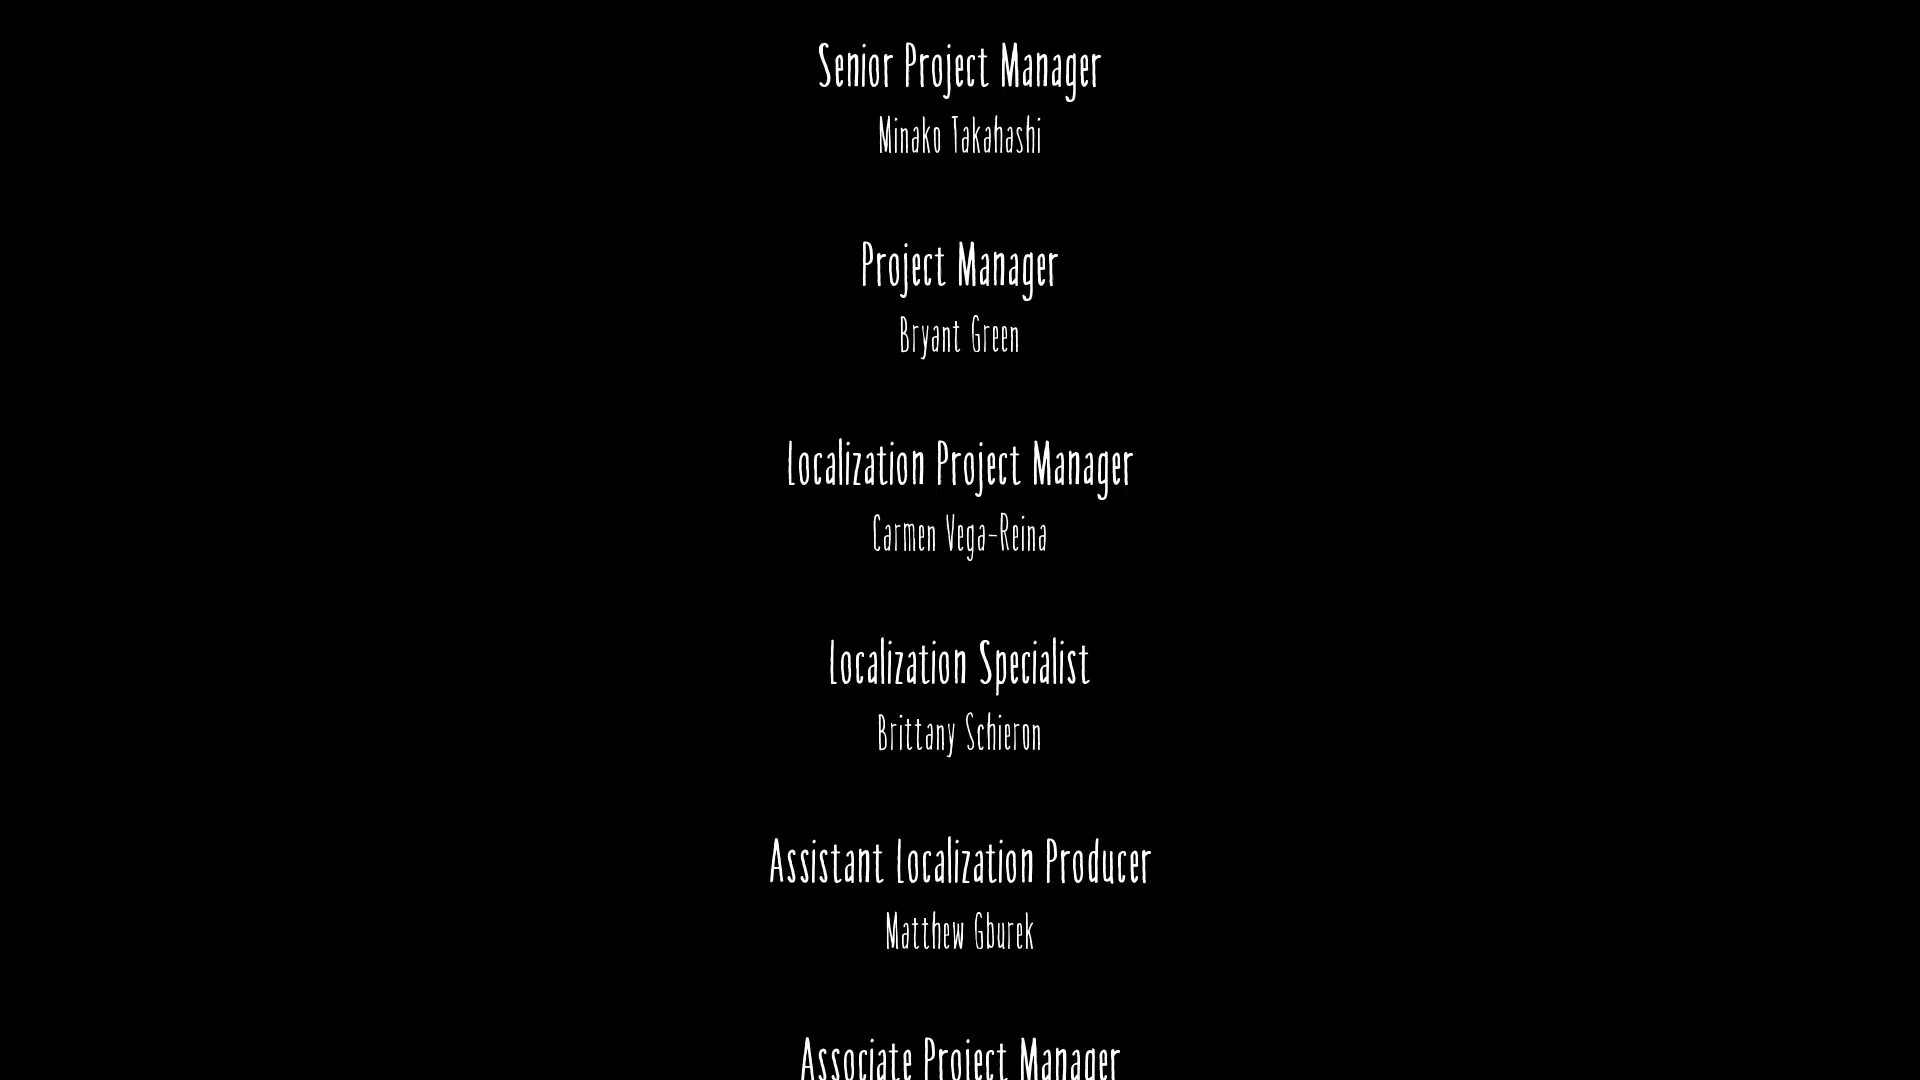 Senior Project Manager
Minako Takahashi
Project Manager
Bryant Green
Localization Project Manager
Carmen Vega-Reina
Localization Specialist
Brittany Schieron
Assistant Localization Producer
Matthew Gburek
Associate Project Manager